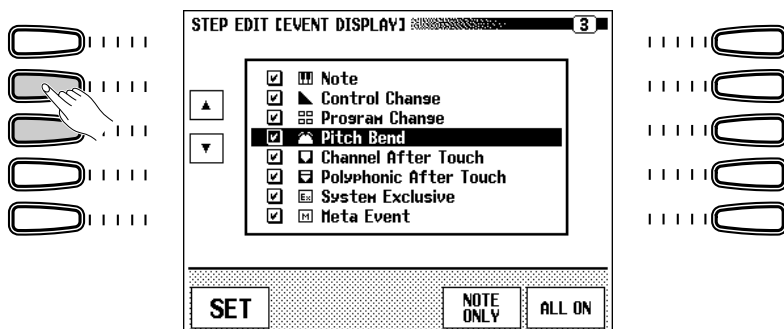 STEP EDIT [EVENT DISPLAY] 3
Note
Control Change
Program Change
Pitch Bend
Channel After Touch
Polyphonic After Touch
Ex System Exclusive
M Meta Event
SET
NOTE
ONLY
ALL ON